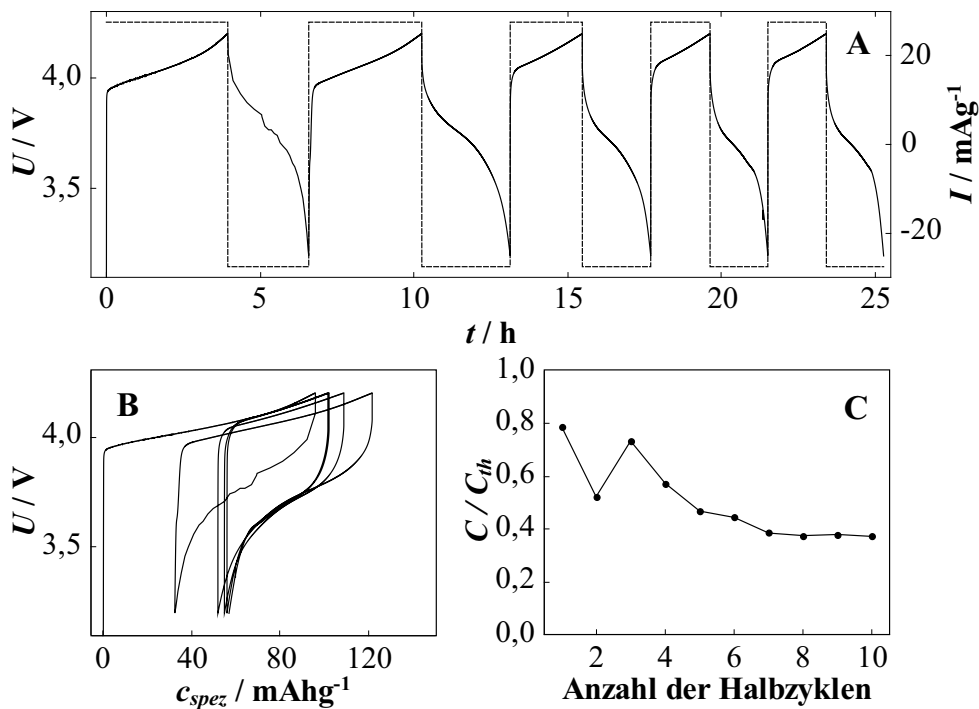 A
U / V
4,0
3,5
20
0
-20
I / mAg-1
0
5
10
15
20
25
t / h
B
U / V
4,0
3,5
0
40
80
120
cspez / mAhg-1
C
C / Cth
1,0
0,8
0,6
0,4
0,2
0,0
2
4
6
8
10
Anzahl der Halbzyklen